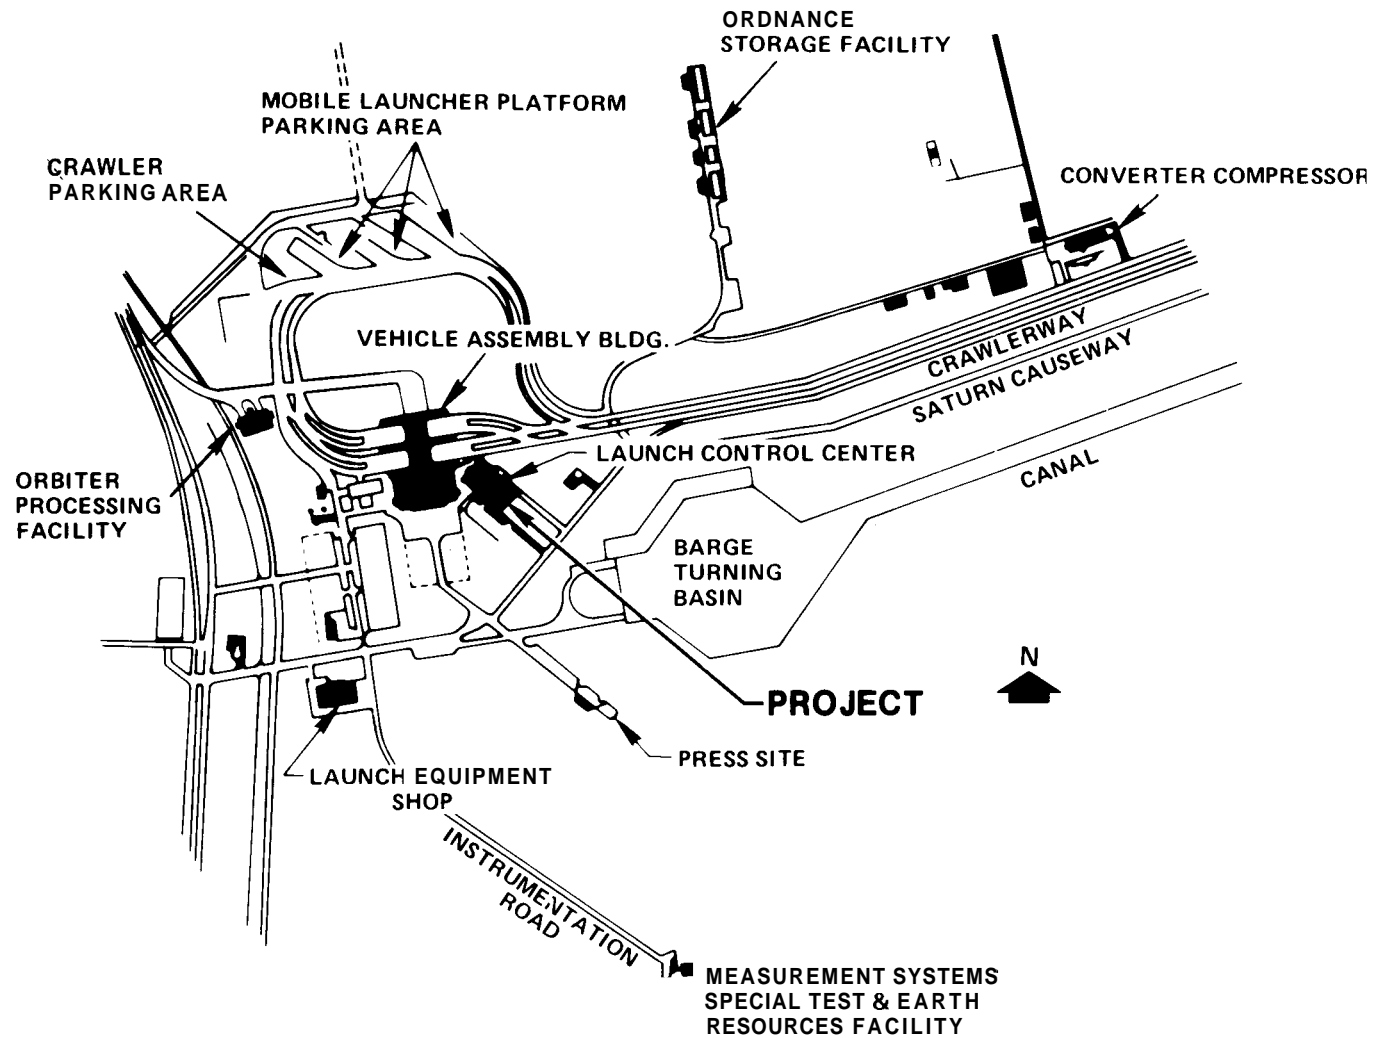 ORDNANCE
STORAGE FACILITY
MOBILE LAUNCHER PLATFORM
PARKING AREA
CRAWLER
PARKING AREA
CONVERTER COMPRESSOR
VEHICLE ASSEMBLY BLDG.
CRAWLERWAY
SATURN CAUSEWAY
CANAL
LAUNCH CONTROL CENTER
ORBITER
PROCESSING
FACILITY
BARGE
TURNING
BASIN
N
PROJECT
PRESS SITE
LAUNCH EQUIPMENT
SHOP
INSTRUMENTATION
ROAD
MEASUREMENT SYSTEMS
SPECIAL TEST & EARTH
RESOURCES FACILITY